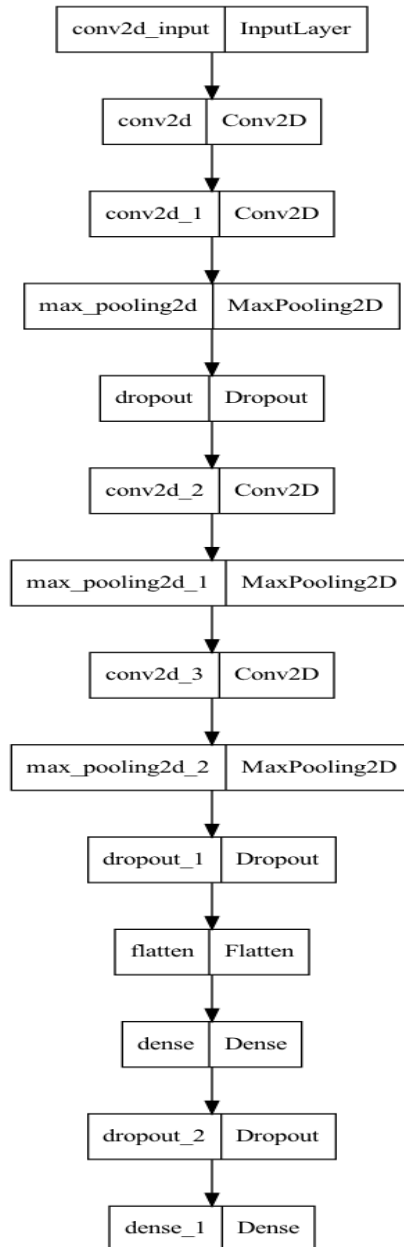 conv2d_input InputLayer
conv2d Conv2D
conv2d_1 Conv2D
max_pooling2d MaxPooling2D
dropout Dropout
conv2d_2 Conv2D
max_pooling2d_1 MaxPooling2D
conv2d_3 Conv2D
max_pooling2d_2 MaxPooling2D
dropout_1 Dropout
flatten Flatten
dense Dense
dropout_2 Dropout
dense_1 Dense